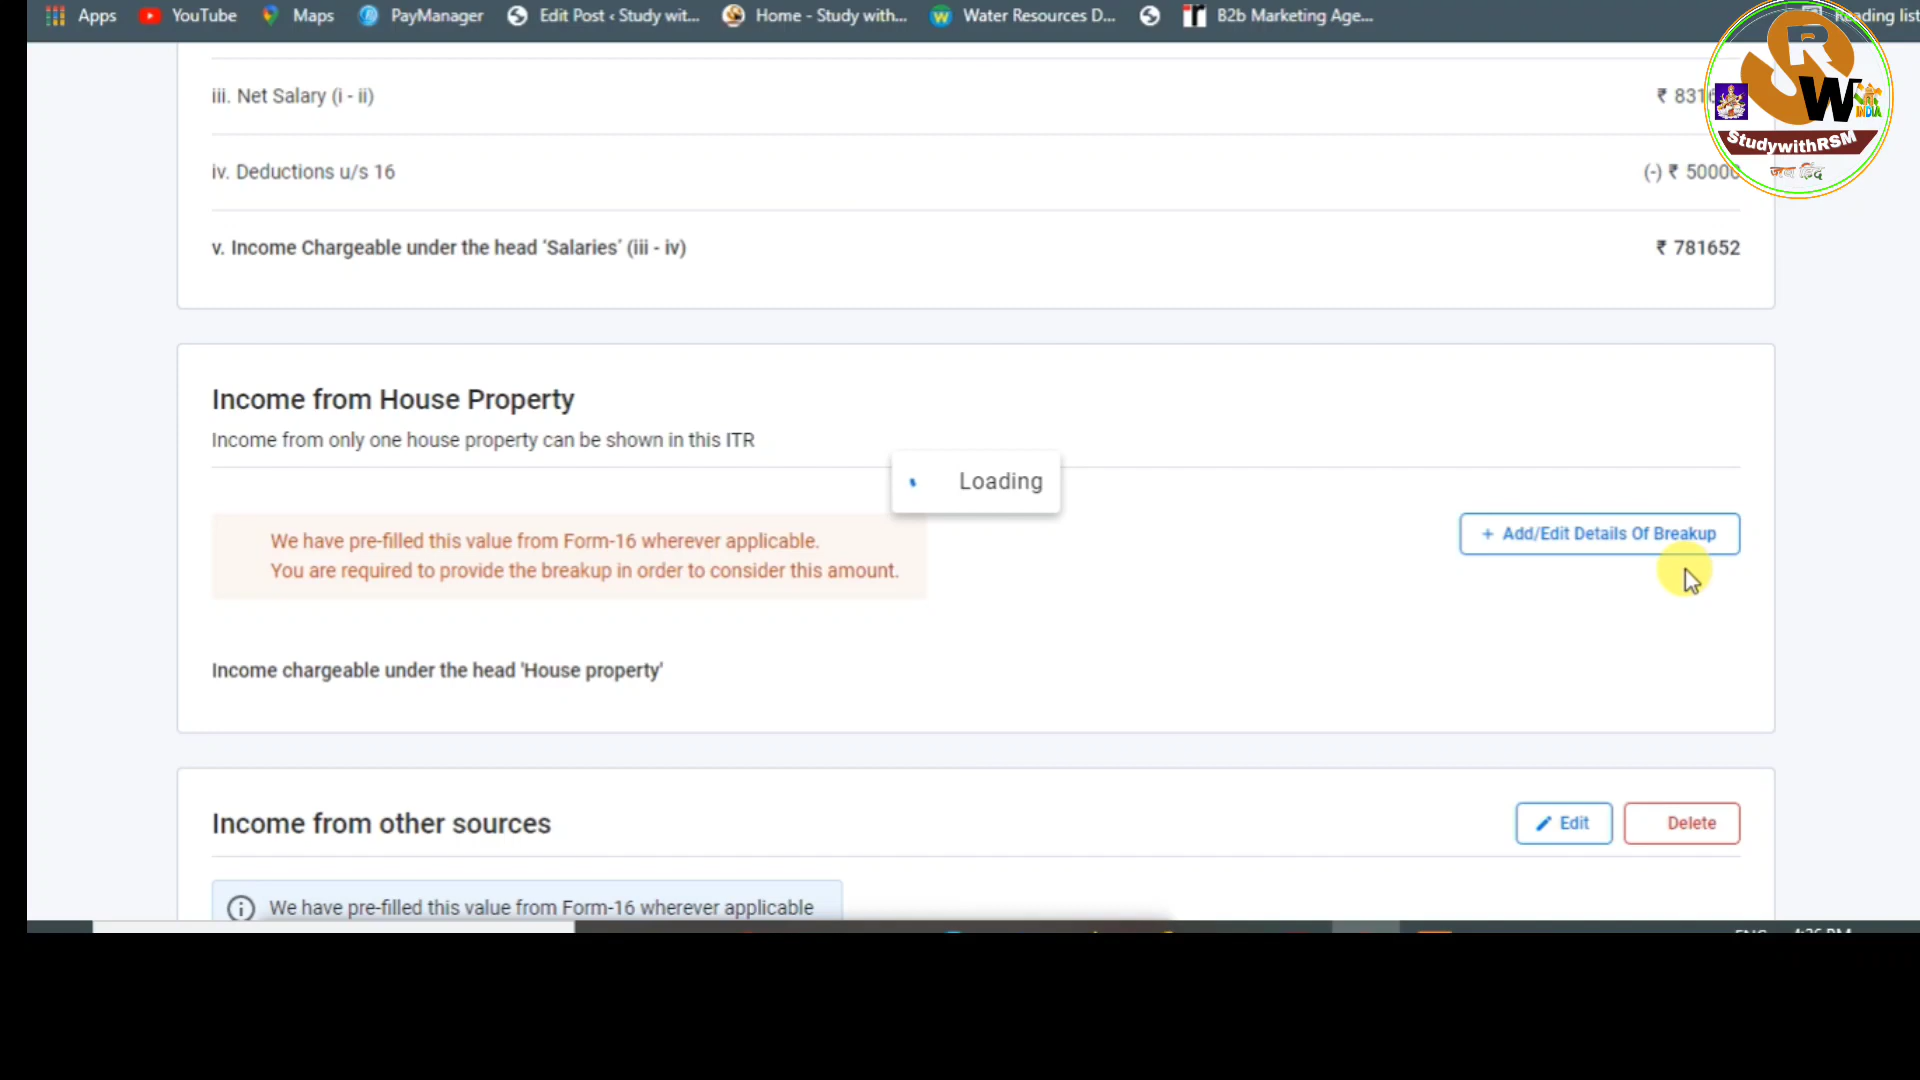 Apps YouTube Maps PayManager Edit Post ‹ Study wit... Home - Study with... Water Resources D... B2b Marketing Age... Reading list
iii. Net Salary (i - ii) ₹
iv. Deductions u/s 16 (-) ₹ 50000
v. Income Chargeable under the head 'Salaries' (iii - iv) ₹ 781652
SR
W
INDIA
StudywithRSM
जय हिंद
Income from House Property
Income from only one house property can be shown in this ITR
Loading
We have pre-filled this value from Form-16 wherever applicable.
You are required to provide the breakup in order to consider this amount.
+ Add/Edit Details Of Breakup
Income chargeable under the head 'House property'
Income from other sources
Edit Delete
We have pre-filled this value from Form-16 wherever applicable